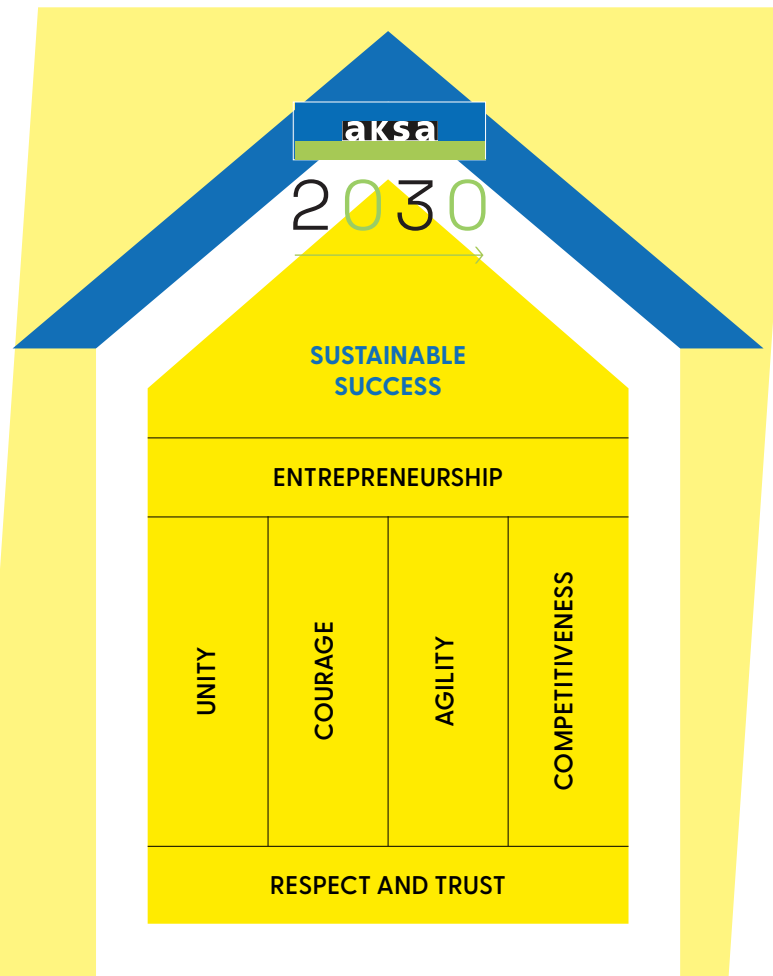 aksa
2030
SUSTAINABLE
SUCCESS
ENTREPRENEURSHIP
UNITY
COURAGE
AGILITY
COMPETITIVENESS
RESPECT AND TRUST